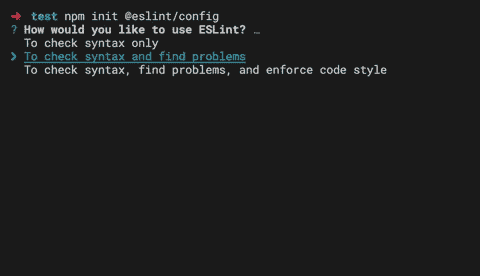 ➜ test npm init @eslint/config
? How would you like to use ESLint? …
To check syntax only
❯ To check syntax and find problems
To check syntax, find problems, and enforce code style